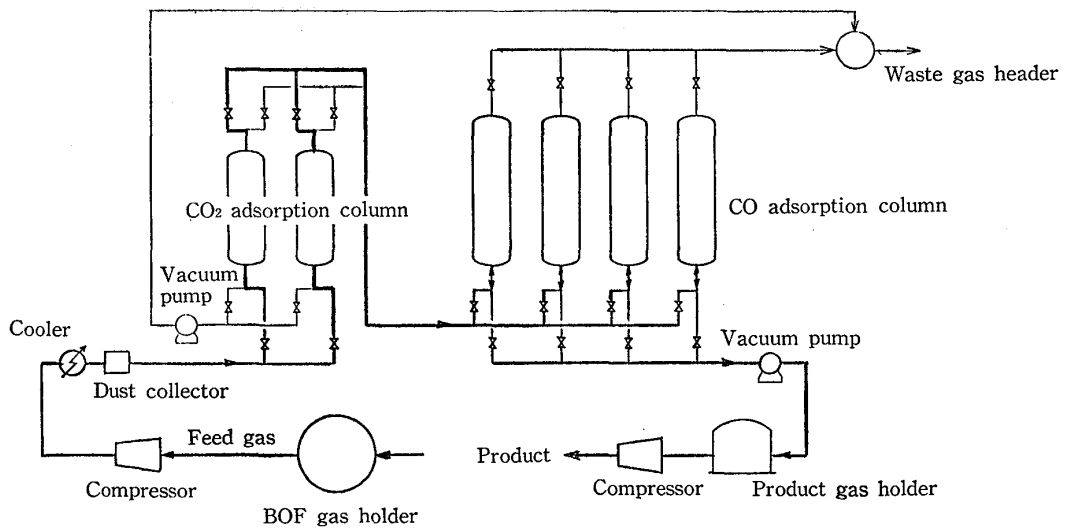 Waste gas header
CO₂ adsorption column
CO adsorption column
Vacuum
pump
Cooler
Vacuum pump
Dust collector
Feed gas
Product
Compressor
Compressor
Product gas holder
BOF gas holder